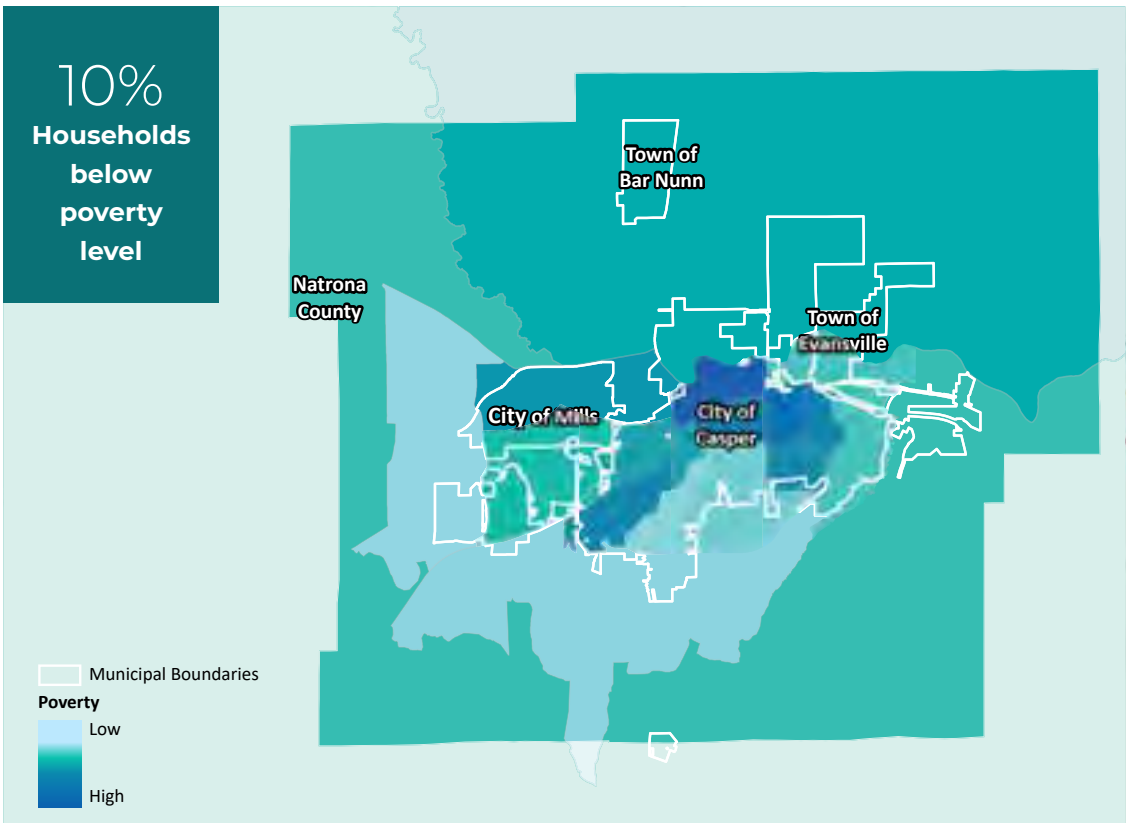 10%
Households
below
poverty
level
Town of
Bar Nunn
Natrona
County
Town of
Evansville
City of Mills
City of
Casper
Municipal Boundaries
Poverty
Low
High